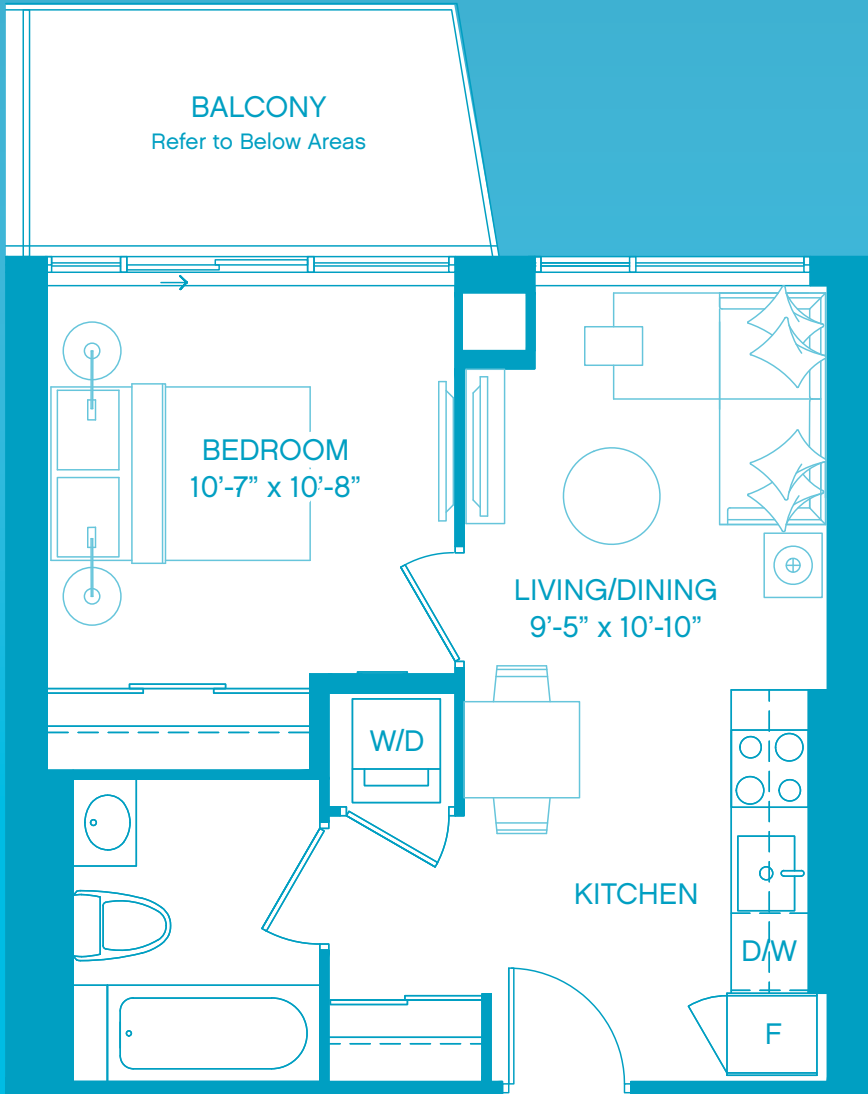 BALCONY
Refer to Below Areas
BEDROOM
10’-7” x 10’-8”
LIVING/DINING
9’-5” x 10’-10”
W/D
KITCHEN
D/W
F